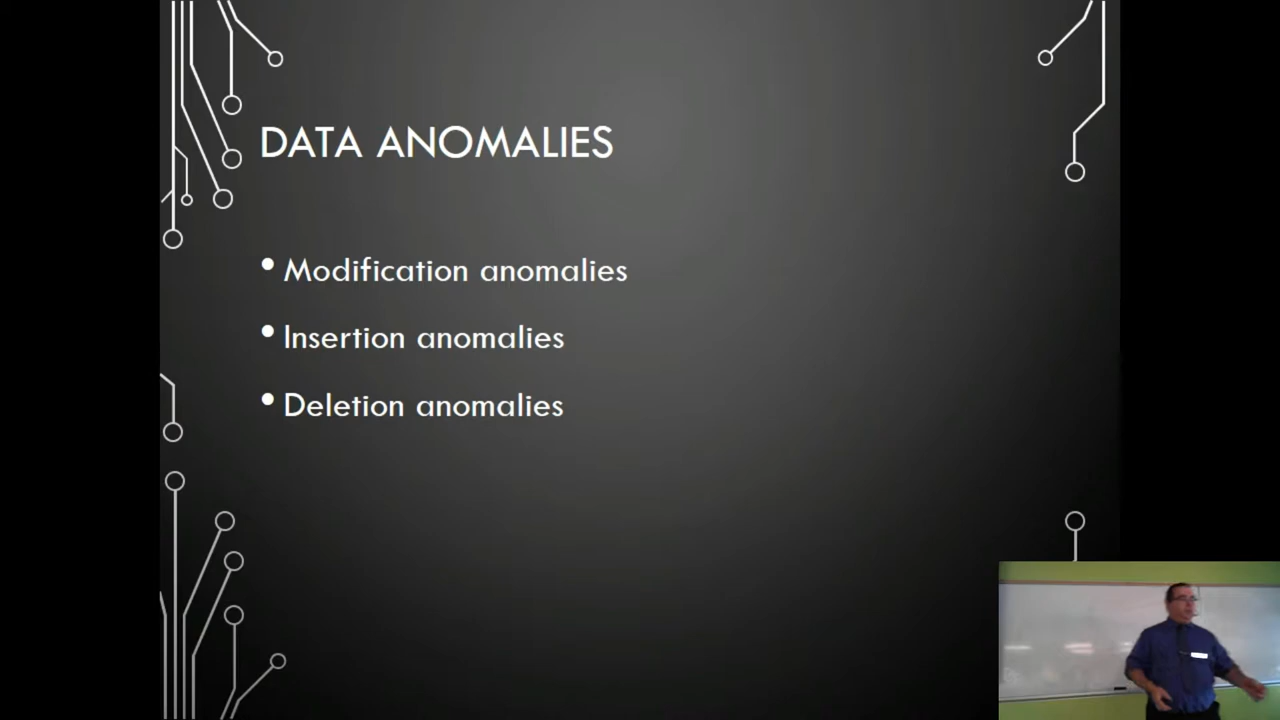 DATA ANOMALIES
• Modification anomalies
• Insertion anomalies
• Deletion anomalies